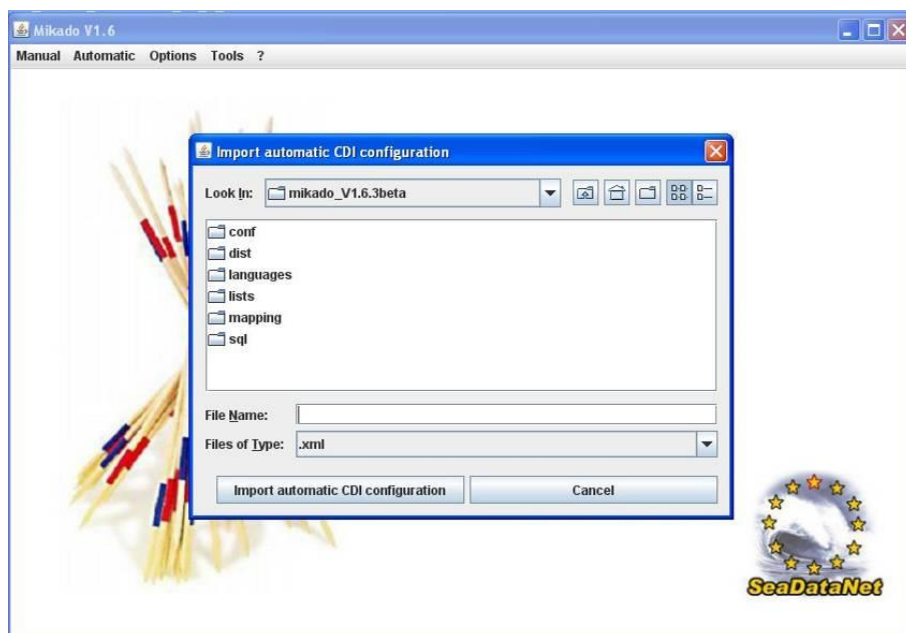 Mikado V1.6
Manual Automatic Options Tools ?
Import automatic CDI configuration
Look In: mikado_V1.6.3beta
conf
dist
languages
lists
mapping
sql
File Name:
Files of Type: .xml
Import automatic CDI configuration Cancel
SeaDataNet